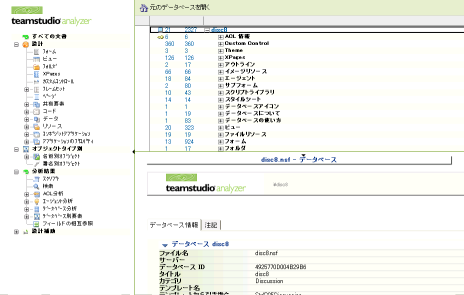 teamstudio analyzer
すべての文書
設計
フォーム
ビュー
フォルダ
XPages
カスタムコントロール
フレームセット
ページ
共有要素
コード
データ
リソース
コンポジットアプリケーション
アプリケーションのプロパティ
オブジェクトタイプ別
名前別オブジェクト
署名別オブジェクト
分析結果
スクリプト
検索
ACL分析
エージェント分析
データベース分析
データベース別要素
フィールドの相互参照
設計補助
元のデータベースを開く
21 2327 disc8
6 6 ACL 情報
360 360 Custom Control
3 3 Theme
126 126 XPages
1 17 アウトライン
66 66 イメージリソース
18 84 エージェント
2 80 サブフォーム
10 43 スクリプトライブラリ
14 14 スタイルシート
1 1 データベースアイコン
1 19 データベースについて
1 83 データベースの使い方
20 323 ビュー
19 19 ファイルリソース
13 924 フォーム
1 17 フォルダ
disc8.nsf - データベース
teamstudio analyzer
#disc8
データベース情報
注記
データベース disc8
ファイル名 disc8.nsf
サーバー
データベース ID 4925770D004B29B6
タイトル disc8
カテゴリ Discussion
テンプレート名